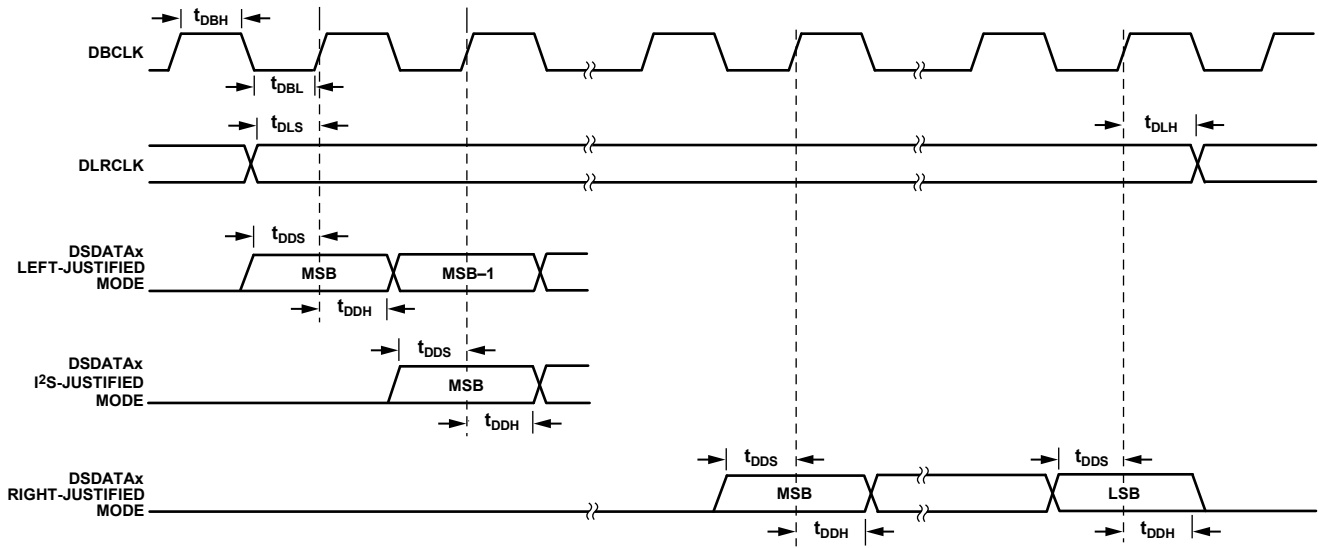 tDBH
DBCLK
tDBL
tDLS
tDLH
DLRCLK
tDDS
DSDATAx
LEFT-JUSTIFIED
MODE
MSB
MSB–1
tDDH
tDDS
DSDATAx
I2S-JUSTIFIED
MODE
MSB
tDDH
tDDS
tDDS
DSDATAx
RIGHT-JUSTIFIED
MODE
MSB
LSB
tDDH
tDDH